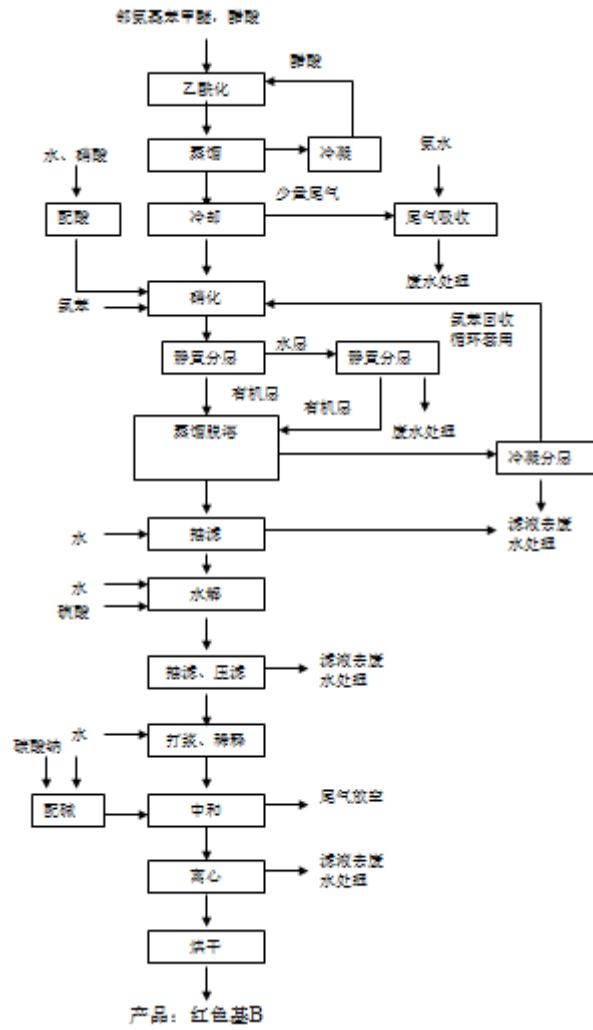 邻氨基苯甲醚，醋酸
醋酸
乙酰化
水、硝酸
蒸馏
冷凝
氨水
少量尾气
配酸
冷却
尾气吸收
废水处理
硝化
氯苯
氯苯回收
循环套用
静置分层
水层
静置分层
有机层
有机层
废水处理
蒸馏脱溶
冷凝分层
水
抽滤
滤液去废
水处理
水
硫酸
水解
抽滤、压滤
滤液去废
水处理
碳酸钠
水
打浆、稀释
配碱
中和
尾气放空
离心
滤液去废
水处理
烘干
产品：红色基B